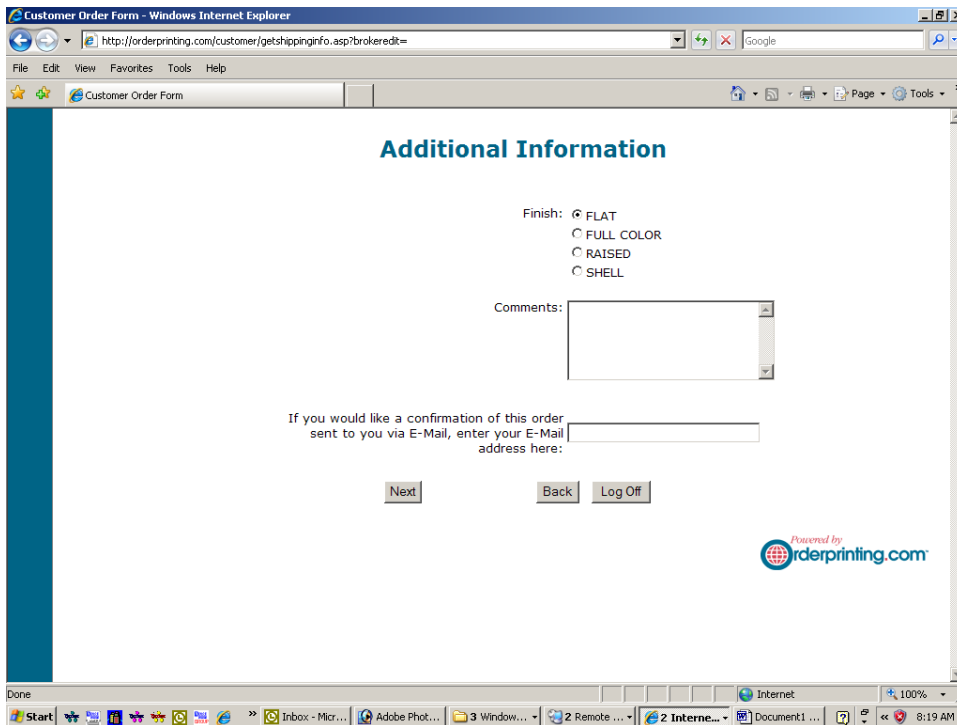 Customer Order Form - Windows Internet Explorer
http://orderprinting.com/customer/getshippinginfo.asp?brokeredit=
Google
File Edit View Favorites Tools Help
Customer Order Form
Page Tools
Additional Information
Finish: FLAT
FULL COLOR
RAISED
SHELL
Comments:
If you would like a confirmation of this order
sent to you via E-Mail, enter your E-Mail
address here:
Next Back Log Off
Powered by
Orderprinting.com
Done Internet 100%
Start » Inbox - Micr... Adobe Phot... 3 Window... 2 Remote ... 2 Interne... Document1 ... « 8:19 AM